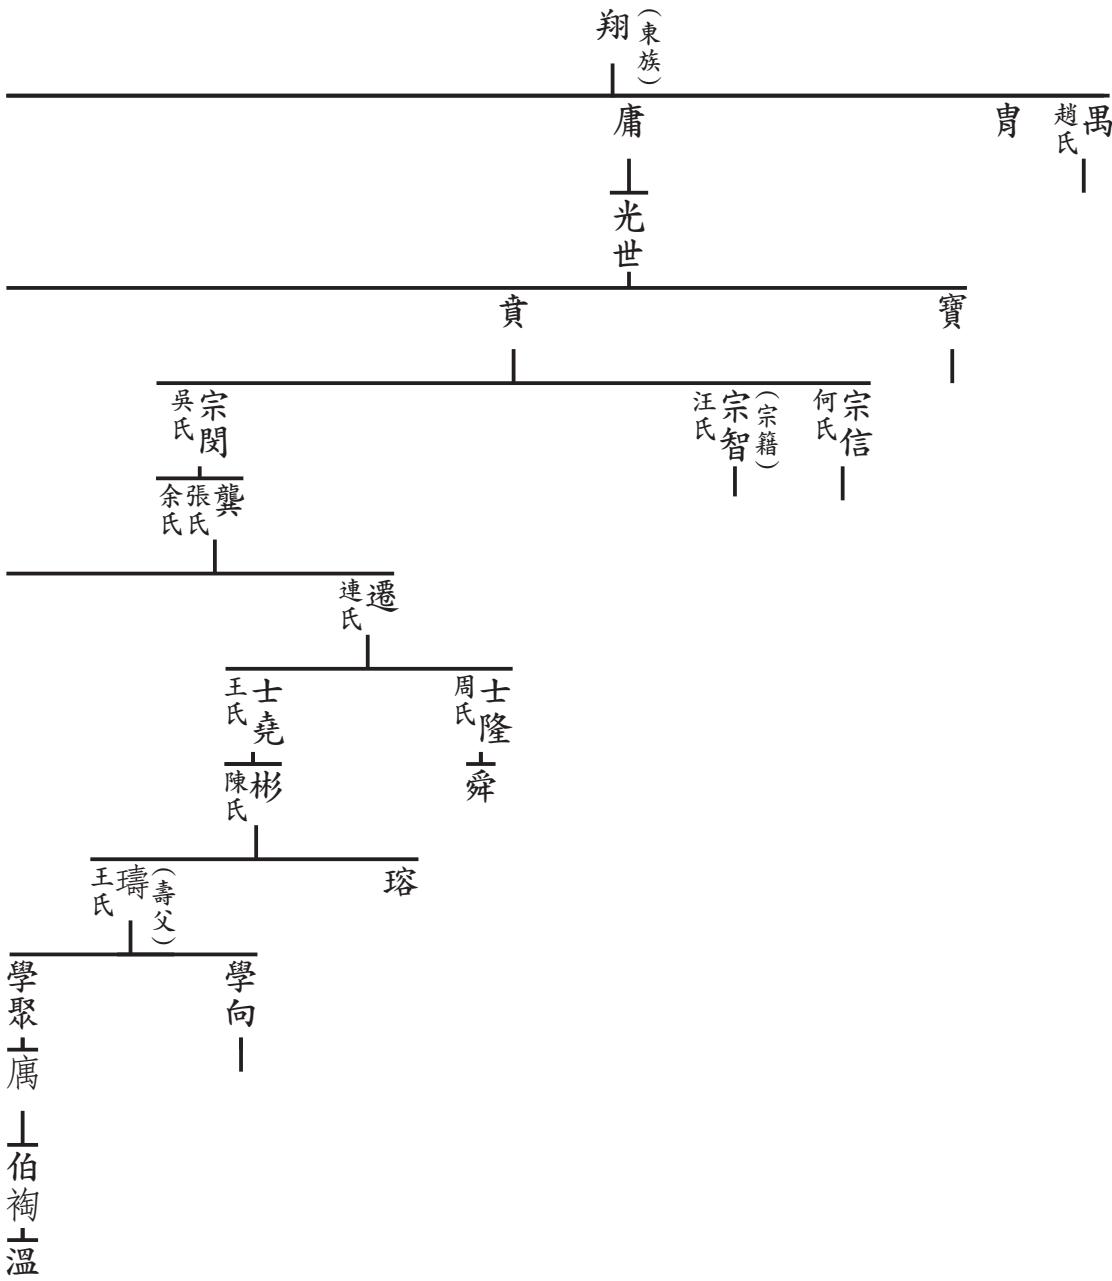 翔（東族）
禺 趙氏
胄
庸
光世
寶
賁
宗信 何氏
宗智（宗籍） 汪氏
宗閔 吳氏
龔 張氏 余氏
遷 連氏
士隆 周氏
士堯 王氏
舜
彬 陳氏
瑢
璹（壽父） 王氏
學向
學聚
伯裪
溫